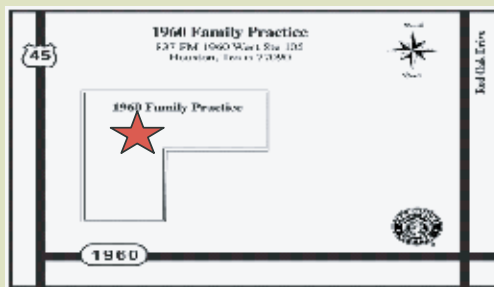 1960 Family Practice
837 FM 1960 West Ste 105
Houston, Texas 77090
45
Red Oak Drive
1960 Family Practice
1960